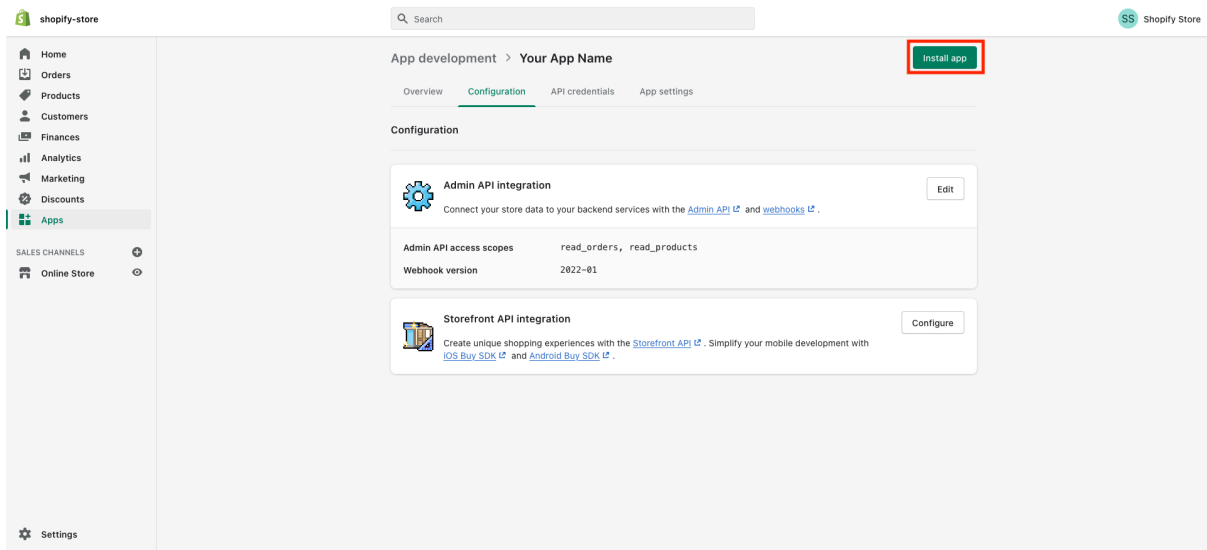 shopify-store
Search
SS Shopify Store
Home
Orders
Products
Customers
Finances
Analytics
Marketing
Discounts
Apps
SALES CHANNELS
Online Store
Settings
App development > Your App Name
Install app
Overview Configuration API credentials App settings
Configuration
Admin API integration
Edit
Connect your store data to your backend services with the Admin API and webhooks .
Admin API access scopes read_orders, read_products
Webhook version 2022-01
Storefront API integration
Configure
Create unique shopping experiences with the Storefront API . Simplify your mobile development with
iOS Buy SDK and Android Buy SDK .